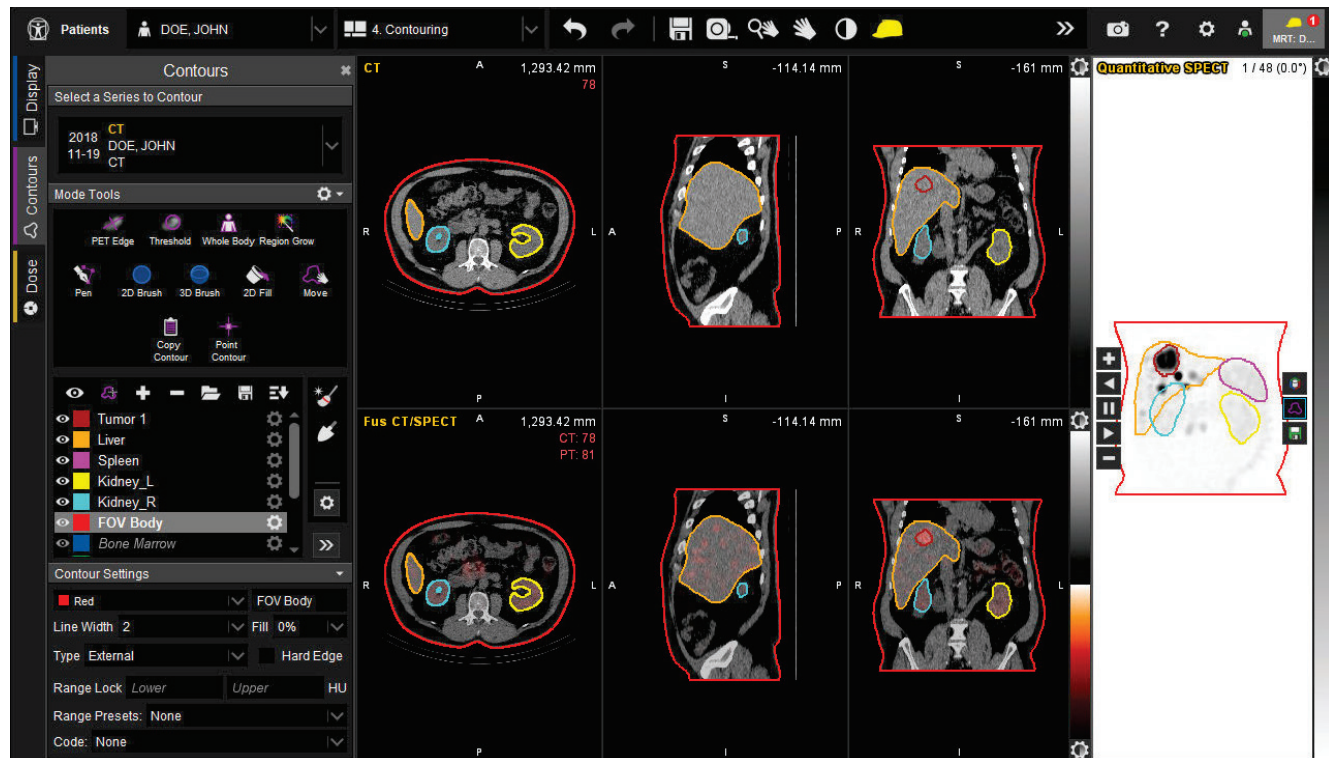 Patients DOE, JOHN 4. Contouring ? 1 MRT: D...
Display
Contours
Dose
Contours
Select a Series to Contour
2018 11-19
CT
DOE, JOHN
CT
Mode Tools
PET Edge Threshold Whole Body Region Grow
Pen 2D Brush 3D Brush 2D Fill Move
Copy Contour Point Contour
Tumor 1
Liver
Spleen
Kidney_L
Kidney_R
FOV Body
Bone Marrow
Contour Settings
Red FOV Body
Line Width 2 Fill 0%
Type External Hard Edge
Range Lock Lower Upper HU
Range Presets: None
Code: None
CT A 1,293.42 mm
78
R L
P
S -114.14 mm
A P
I
S -161 mm
R L
I
Fus CT/SPECT A 1,293.42 mm
CT: 78
PT: 81
R L
P
S -114.14 mm
A P
I
S -161 mm
R L
I
Quantitative SPECT 1 / 48 (0.0°)